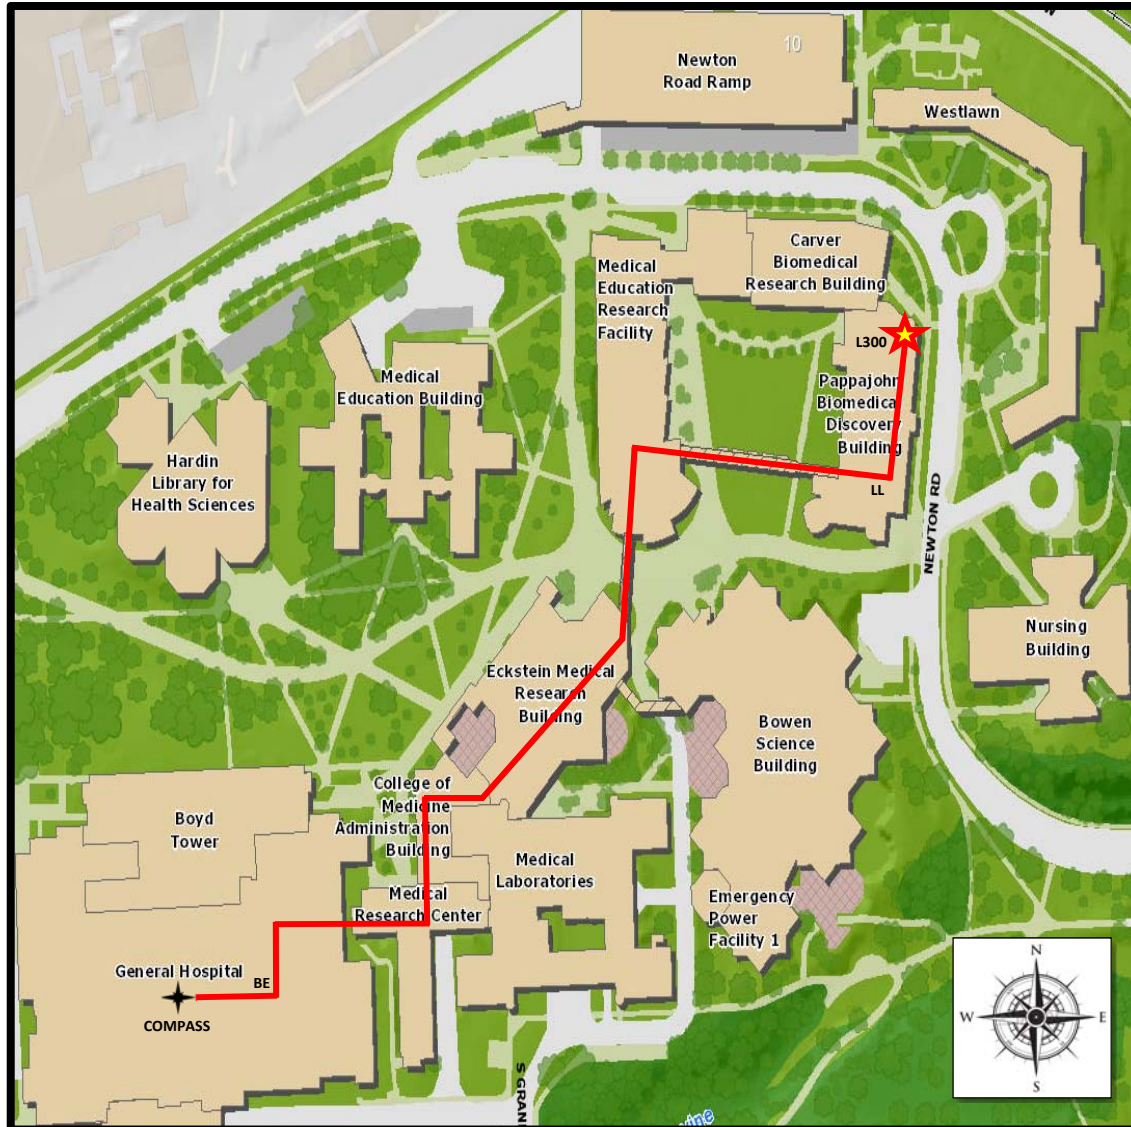 10
Newton
Road Ramp
Westlawn
Carver
Biomedical
Research Building
Medical
Education
Research
Facility
L300
Pappajohn
Biomedical
Discovery
Building
LL
NEWTON RD
Medical
Education Building
Hardin
Library for
Health Sciences
Nursing
Building
Eckstein Medical
Research
Building
Bowen
Science
Building
College of
Medicine
Administration
Building
Boyd
Tower
Medical
Laboratories
Medical
Research Center
Emergency
Power
Facility 1
General Hospital
BE
COMPASS
N
W
E
S
S GRAN